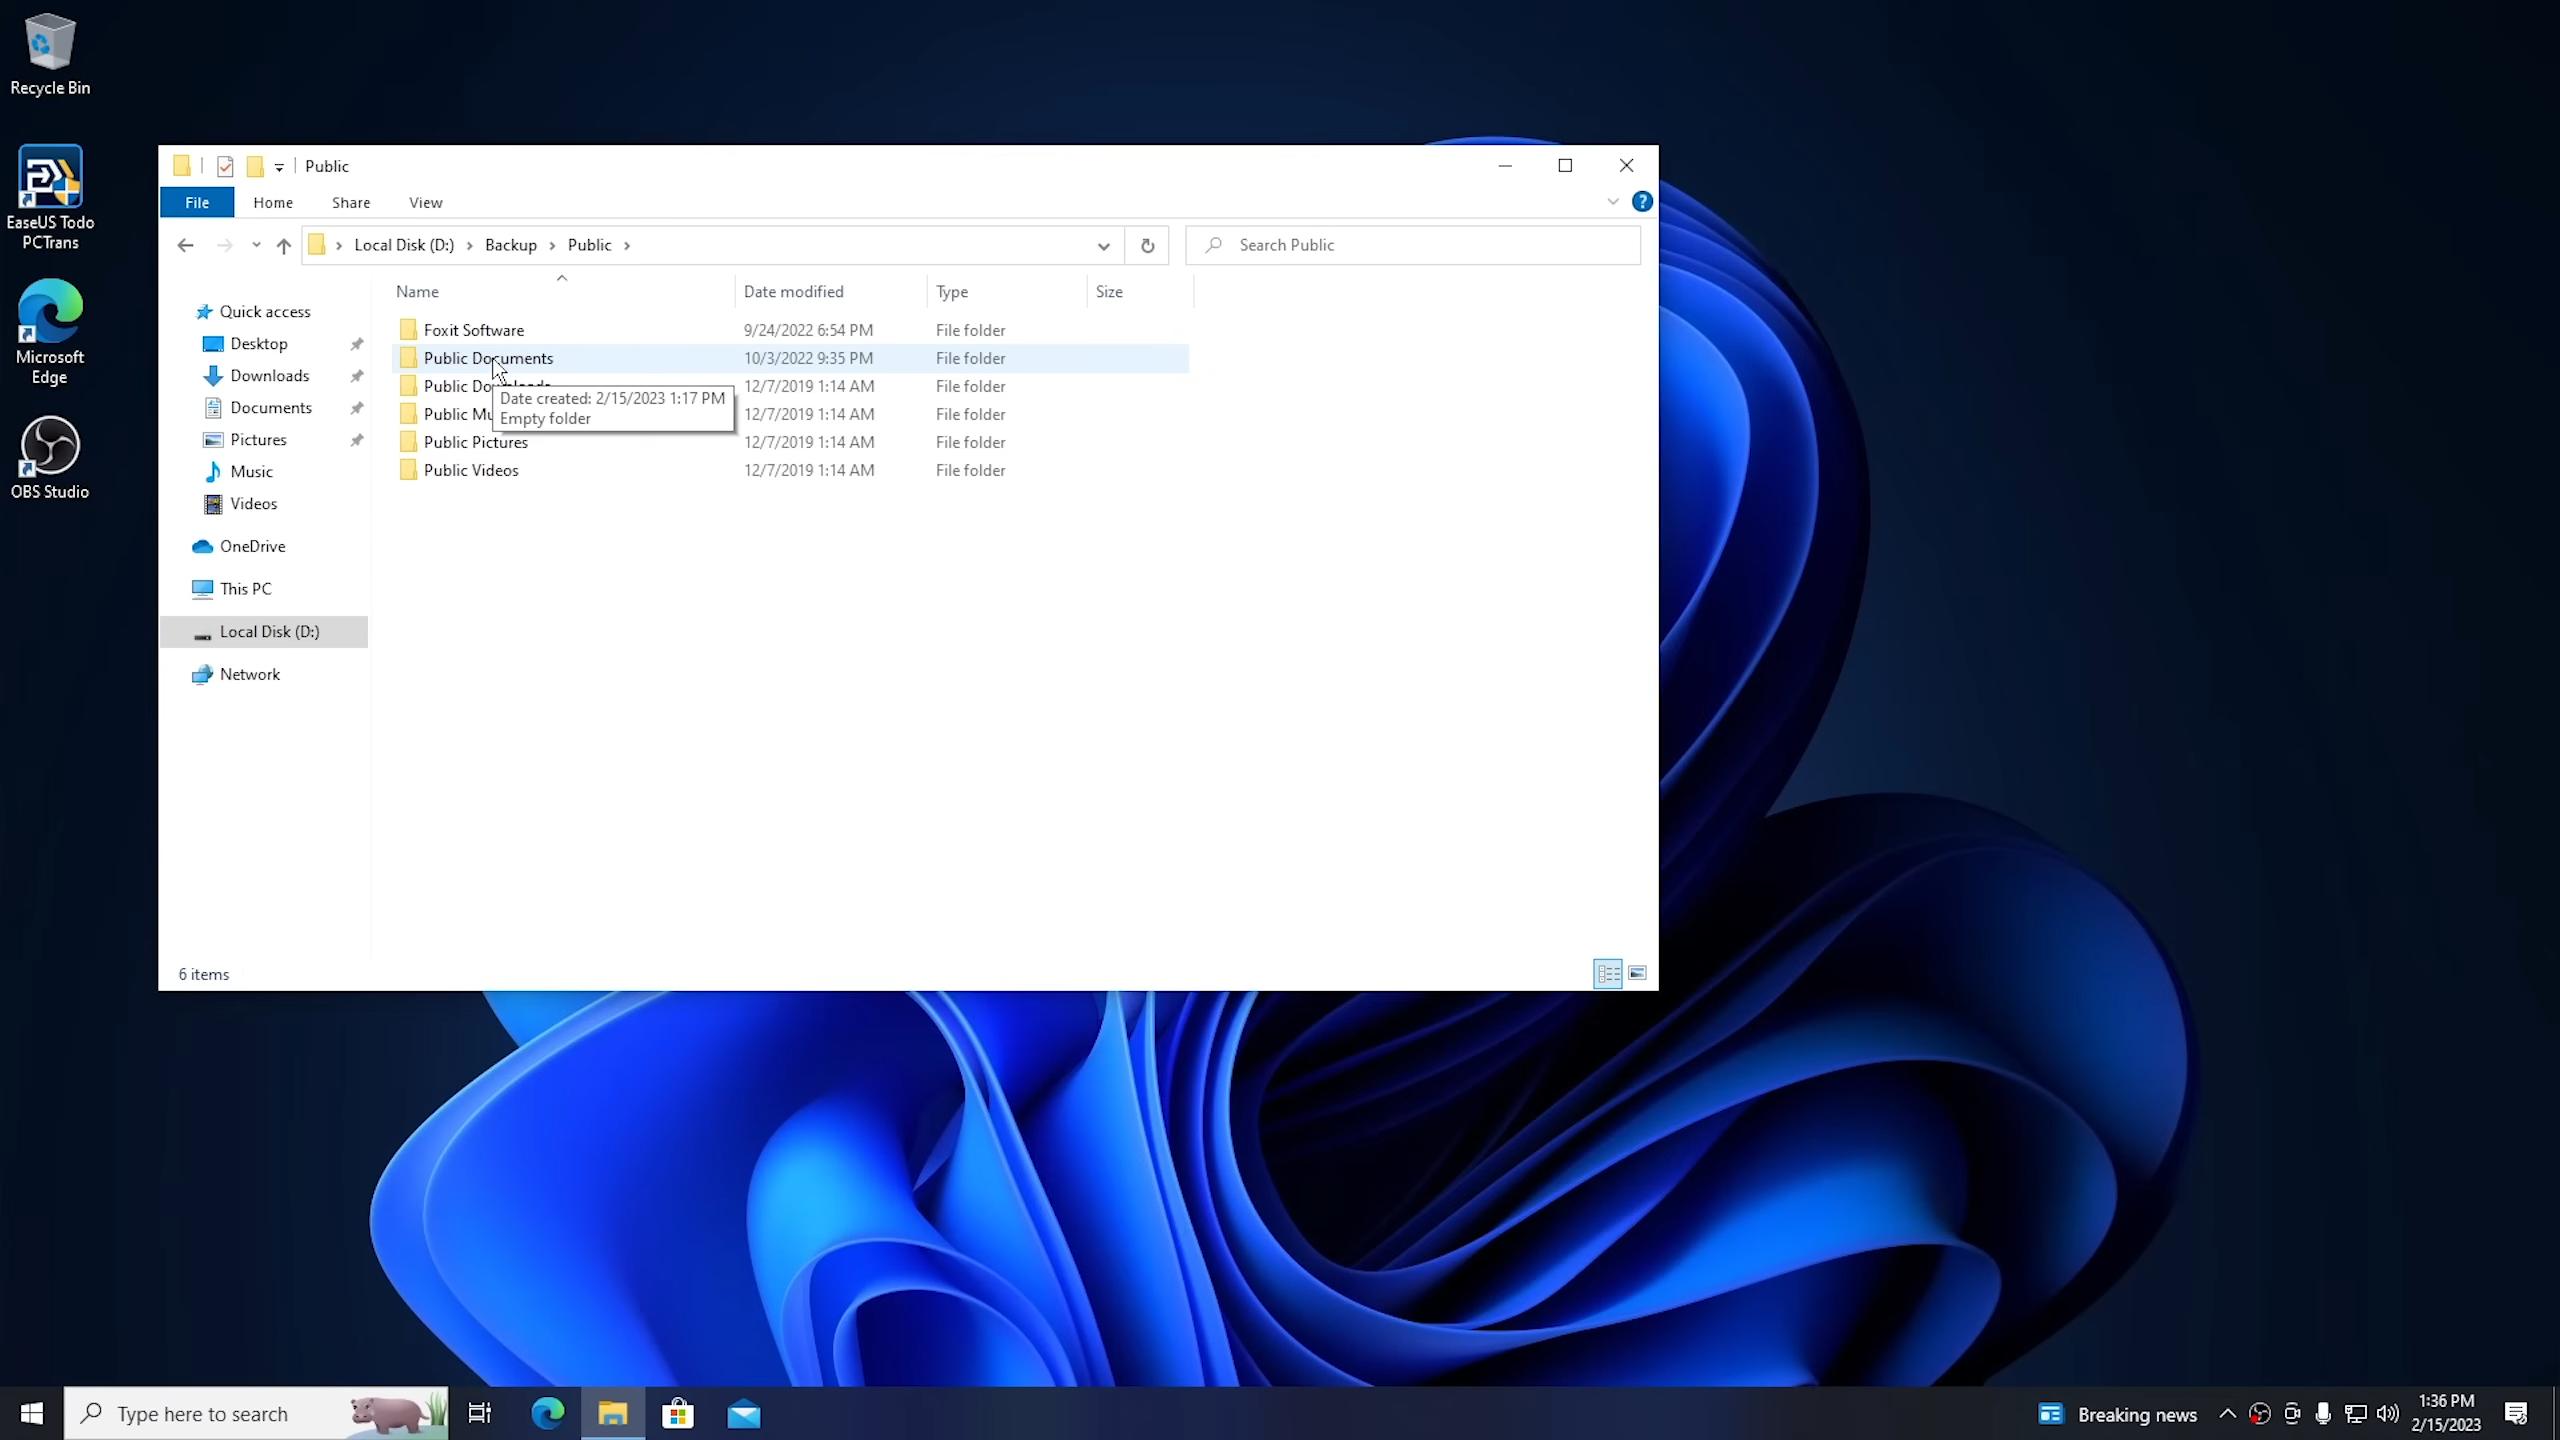 Recycle Bin
EaseUS Todo
PCTrans
Microsoft
Edge
OBS Studio
Public
File Home Share View
Local Disk (D:) Backup Public
Search Public
Name Date modified Type Size
Quick access
Desktop
Downloads
Documents
Pictures
Music
Videos
OneDrive
This PC
Local Disk (D:)
Network
Foxit Software 9/24/2022 6:54 PM File folder
Public Documents 10/3/2022 9:35 PM File folder
Public 12/7/2019 1:14 AM File folder
Public 12/7/2019 1:14 AM File folder
Public Pictures 12/7/2019 1:14 AM File folder
Public Videos 12/7/2019 1:14 AM File folder
Date created: 2/15/2023 1:17 PM
Empty folder
6 items
Type here to search
Breaking news
1:36 PM
2/15/2023